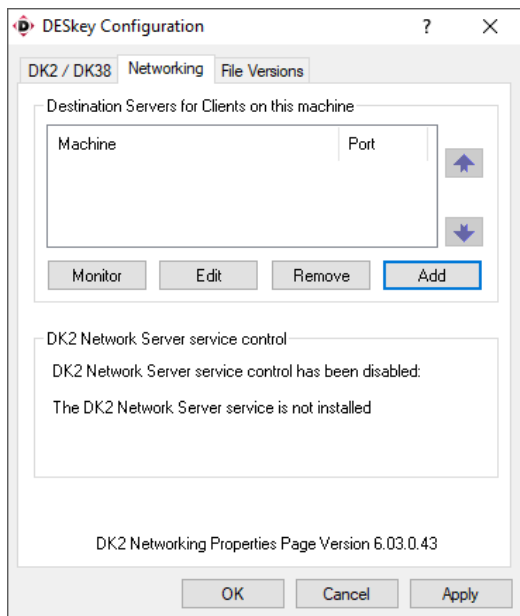 DESkey Configuration
?
DK2 / DK38 Networking File Versions
Destination Servers for Clients on this machine
Machine Port
Monitor Edit Remove Add
DK2 Network Server service control
DK2 Network Server service control has been disabled:
The DK2 Network Server service is not installed
DK2 Networking Properties Page Version 6.03.0.43
OK Cancel Apply